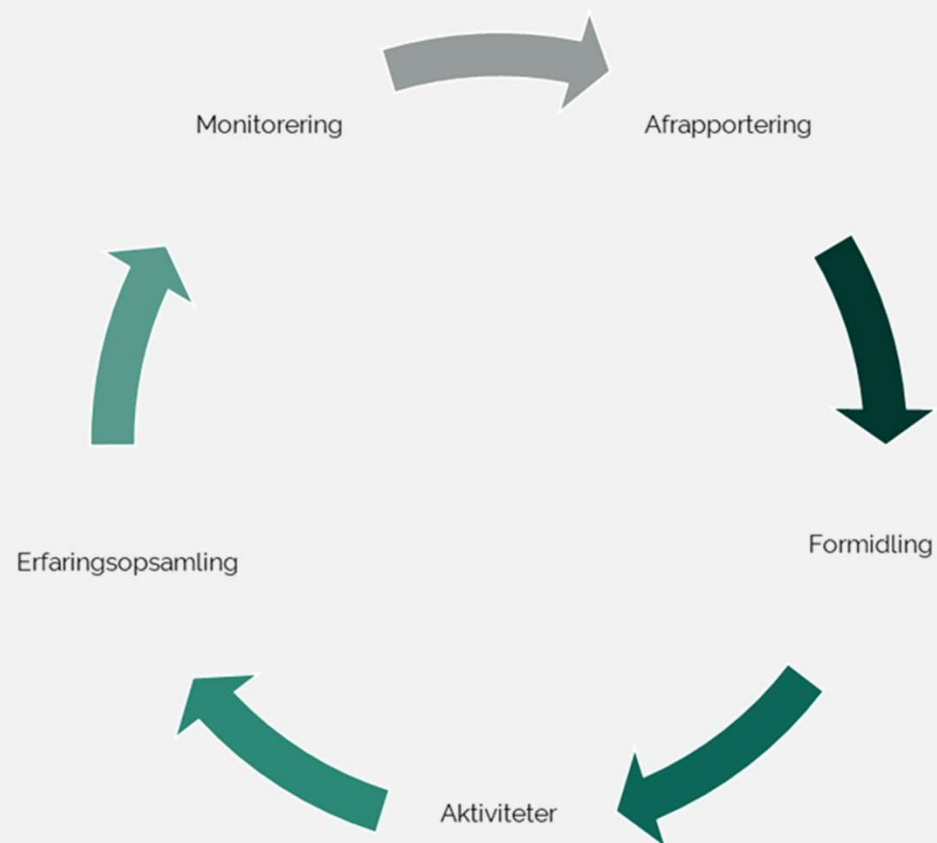 Monitorering
Afrapportering
Formidling
Aktiviteter
Erfaringsopsamling